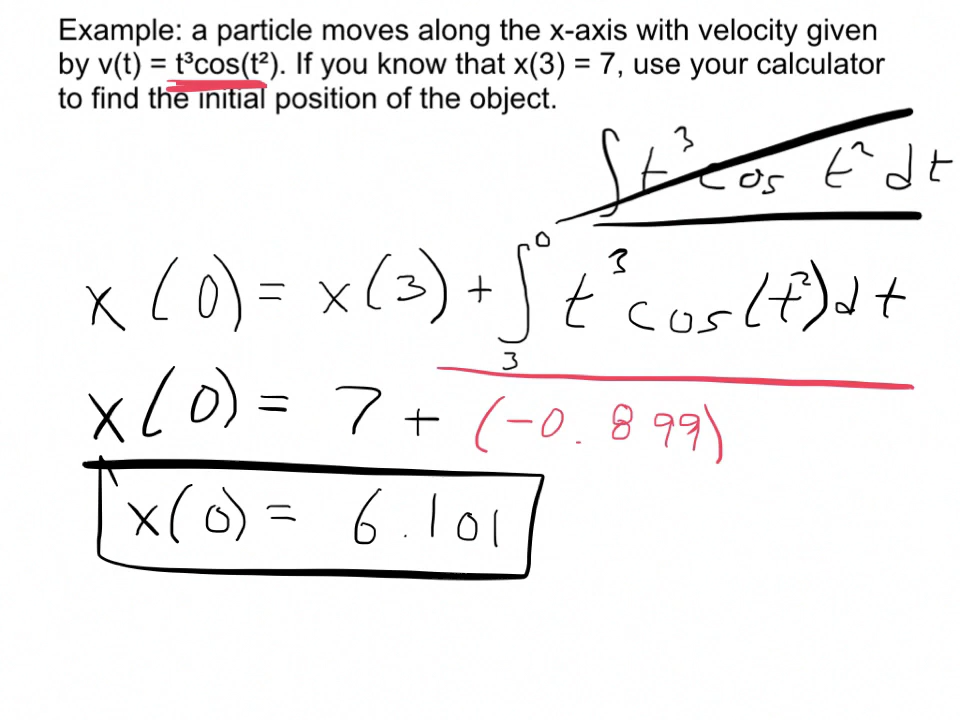 Example: a particle moves along the x-axis with velocity given
by v(t) = t³cos(t²). If you know that x(3) = 7, use your calculator
to find the initial position of the object.
∫t³cos t² dt
x(0) = x(3) + ∫₃⁰ t³cos(t²)dt
x(0) = 7 + (-0.899)
x(0) = 6.101